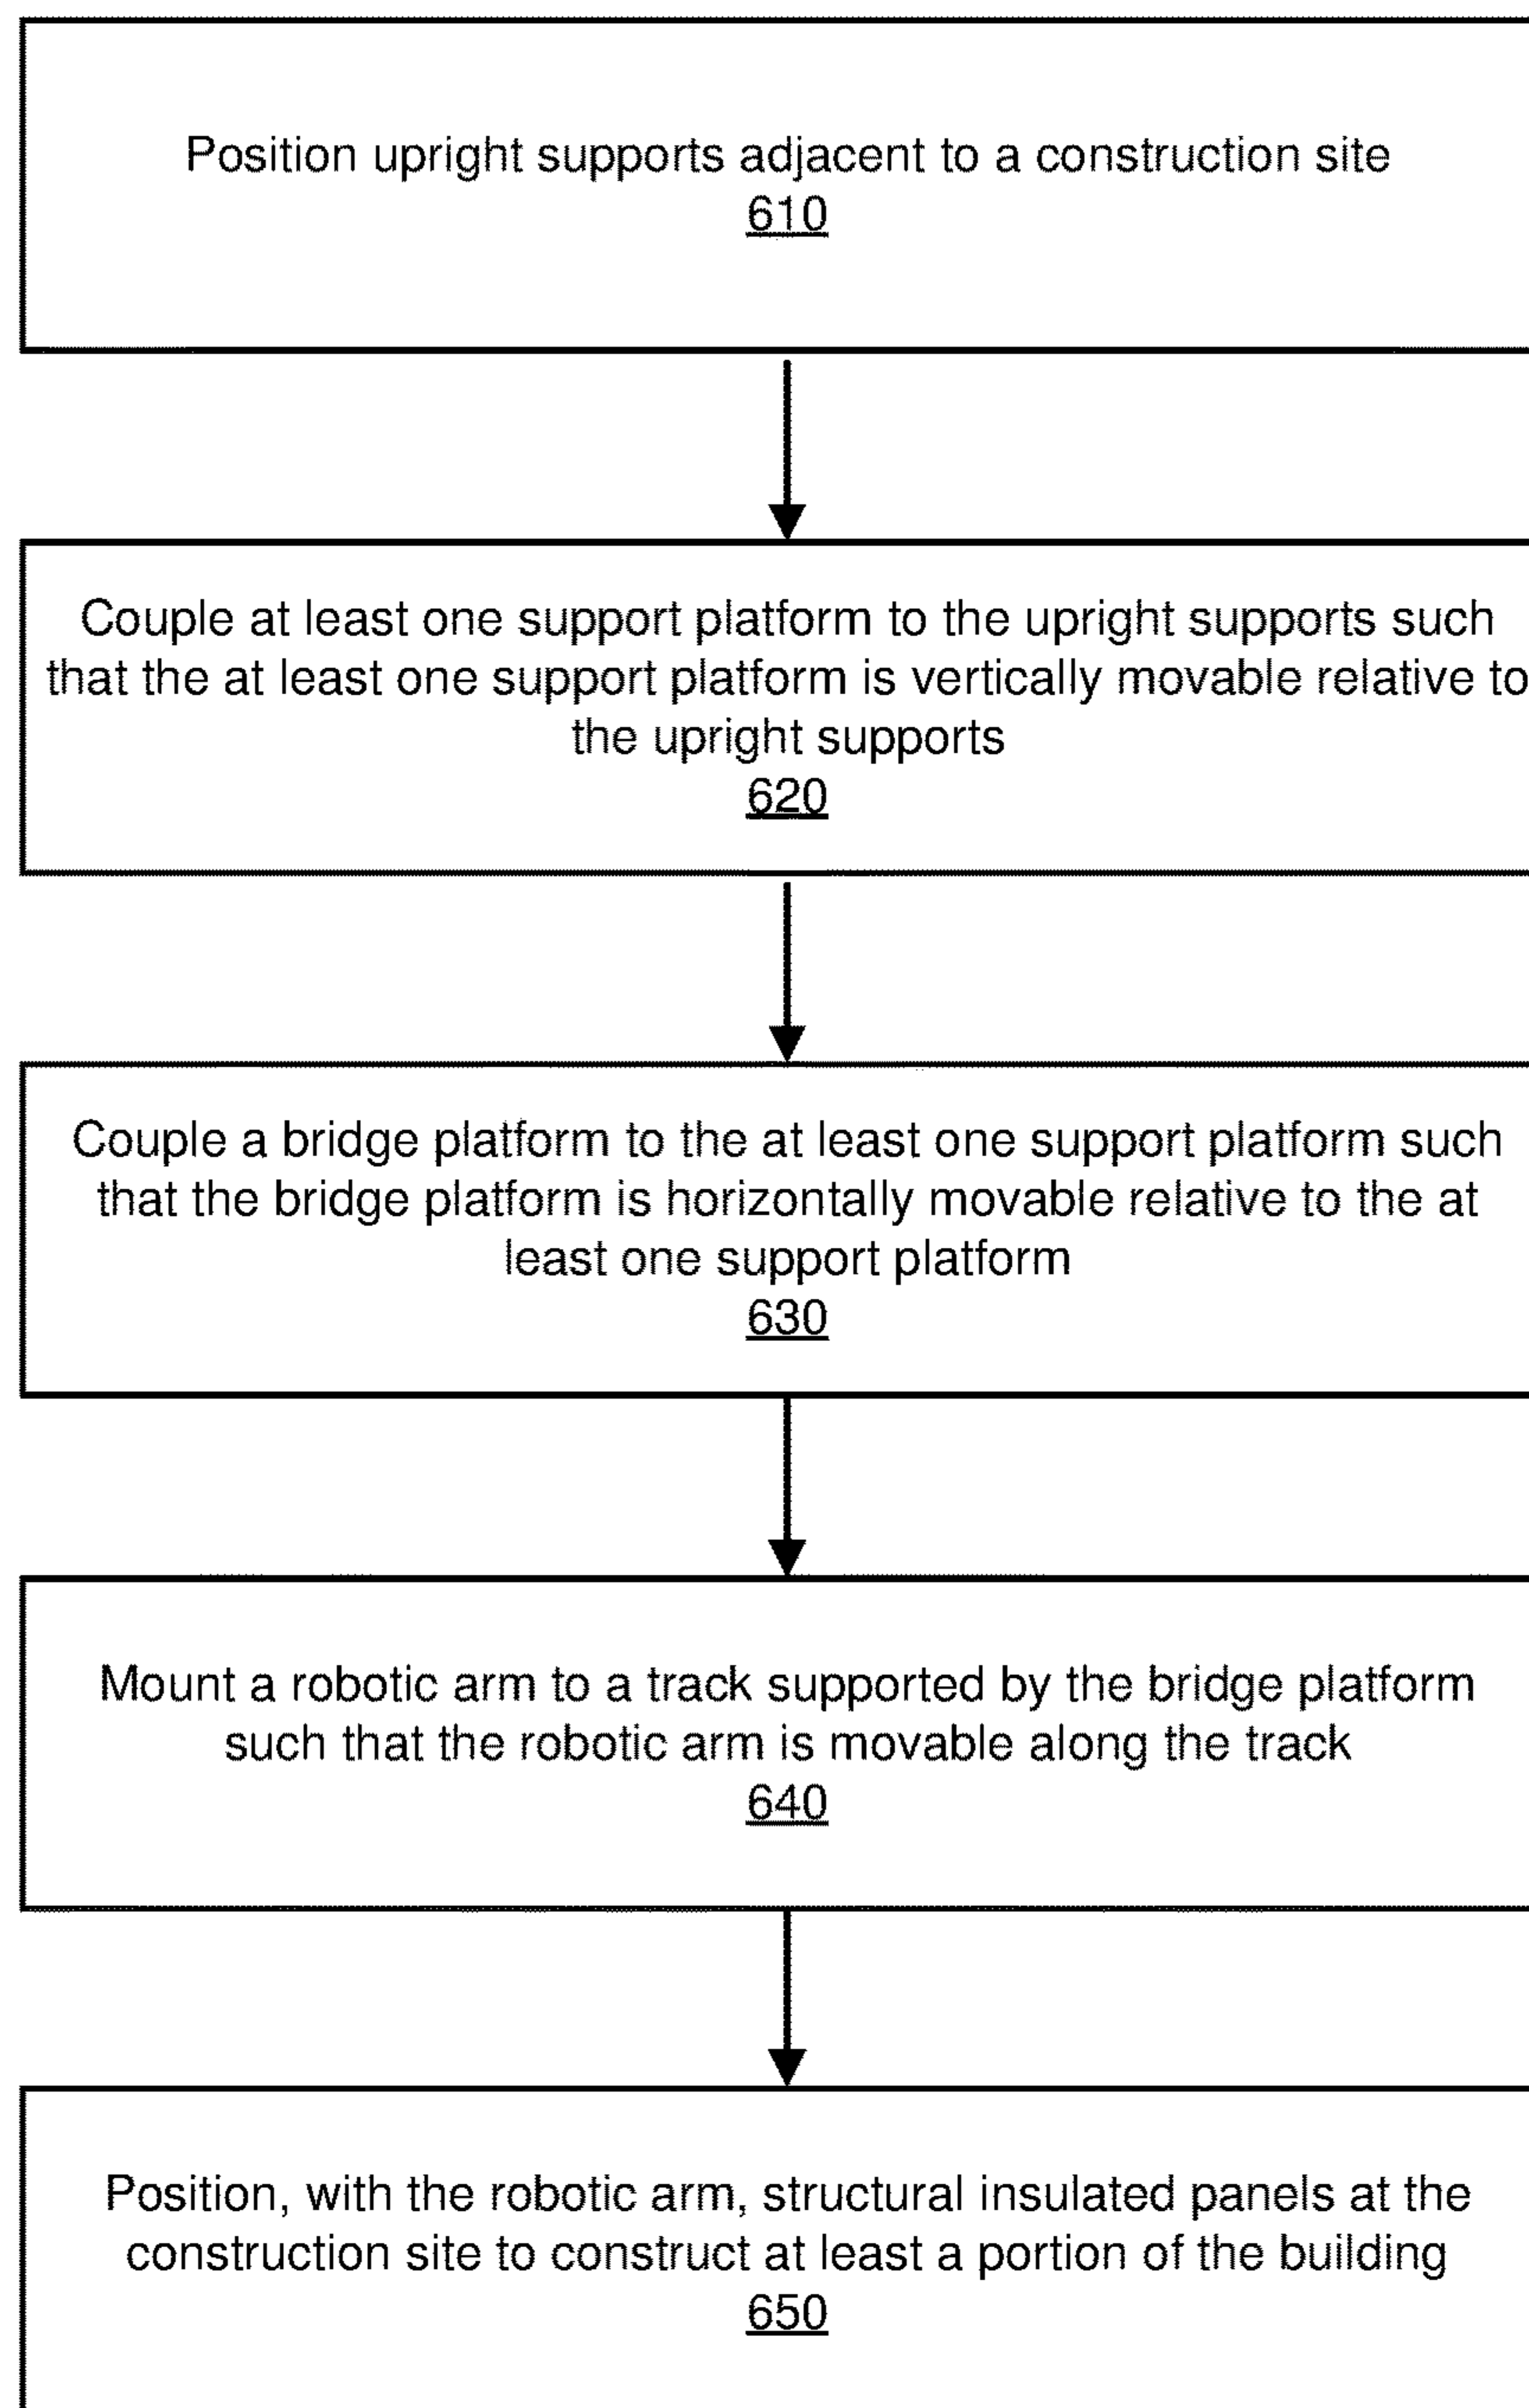 Position upright supports adjacent to a construction site
610
Couple at least one support platform to the upright supports such
that the at least one support platform is vertically movable relative to
the upright supports
620
Couple a bridge platform to the at least one support platform such
that the bridge platform is horizontally movable relative to the at
least one support platform
630
Mount a robotic arm to a track supported by the bridge platform
such that the robotic arm is movable along the track
640
Position, with the robotic arm, structural insulated panels at the
construction site to construct at least a portion of the building
650